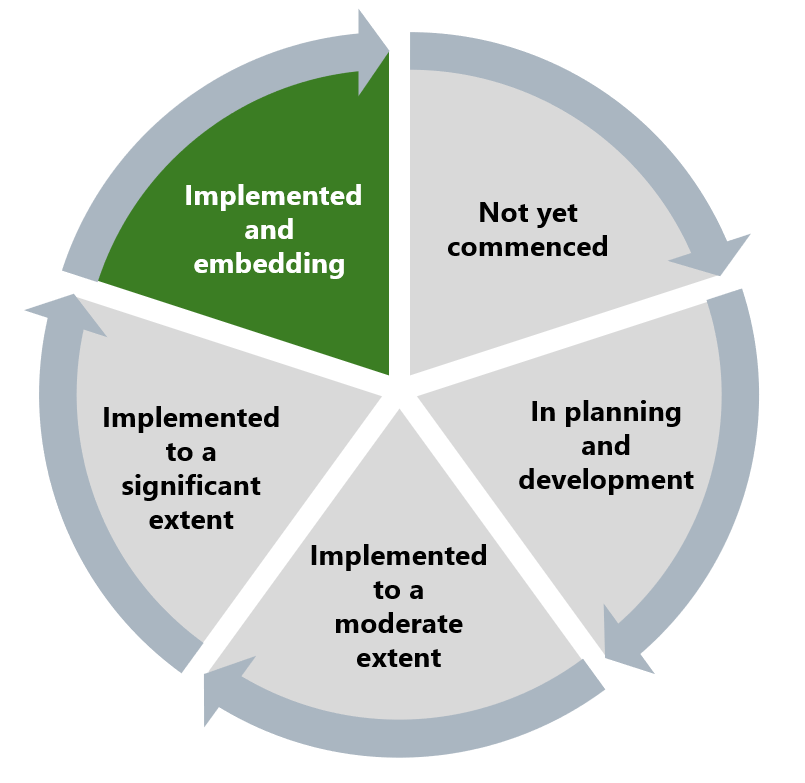 Not yet
commenced
In planning
and
development
Implemented
to a
moderate
extent
Implemented
to a
significant
extent
Implemented
and
embedding